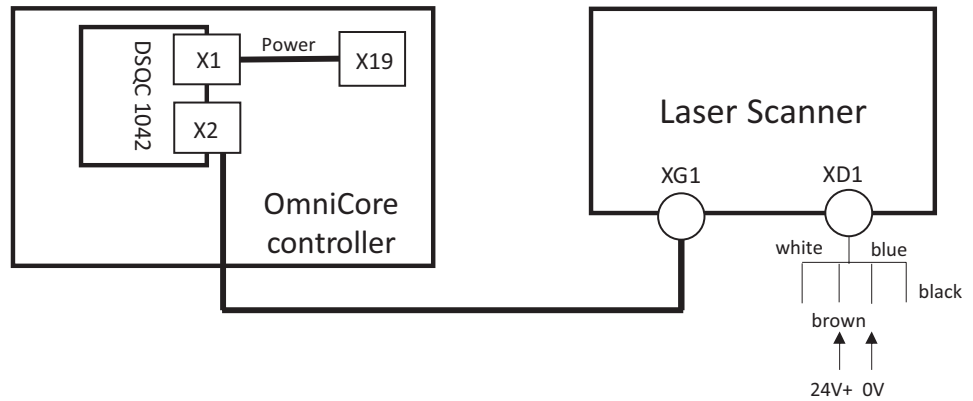 DSQC 1042
X1
Power
X19
X2
OmniCore
controller
Laser Scanner
XG1
XD1
white
blue
black
brown
24V+ 0V